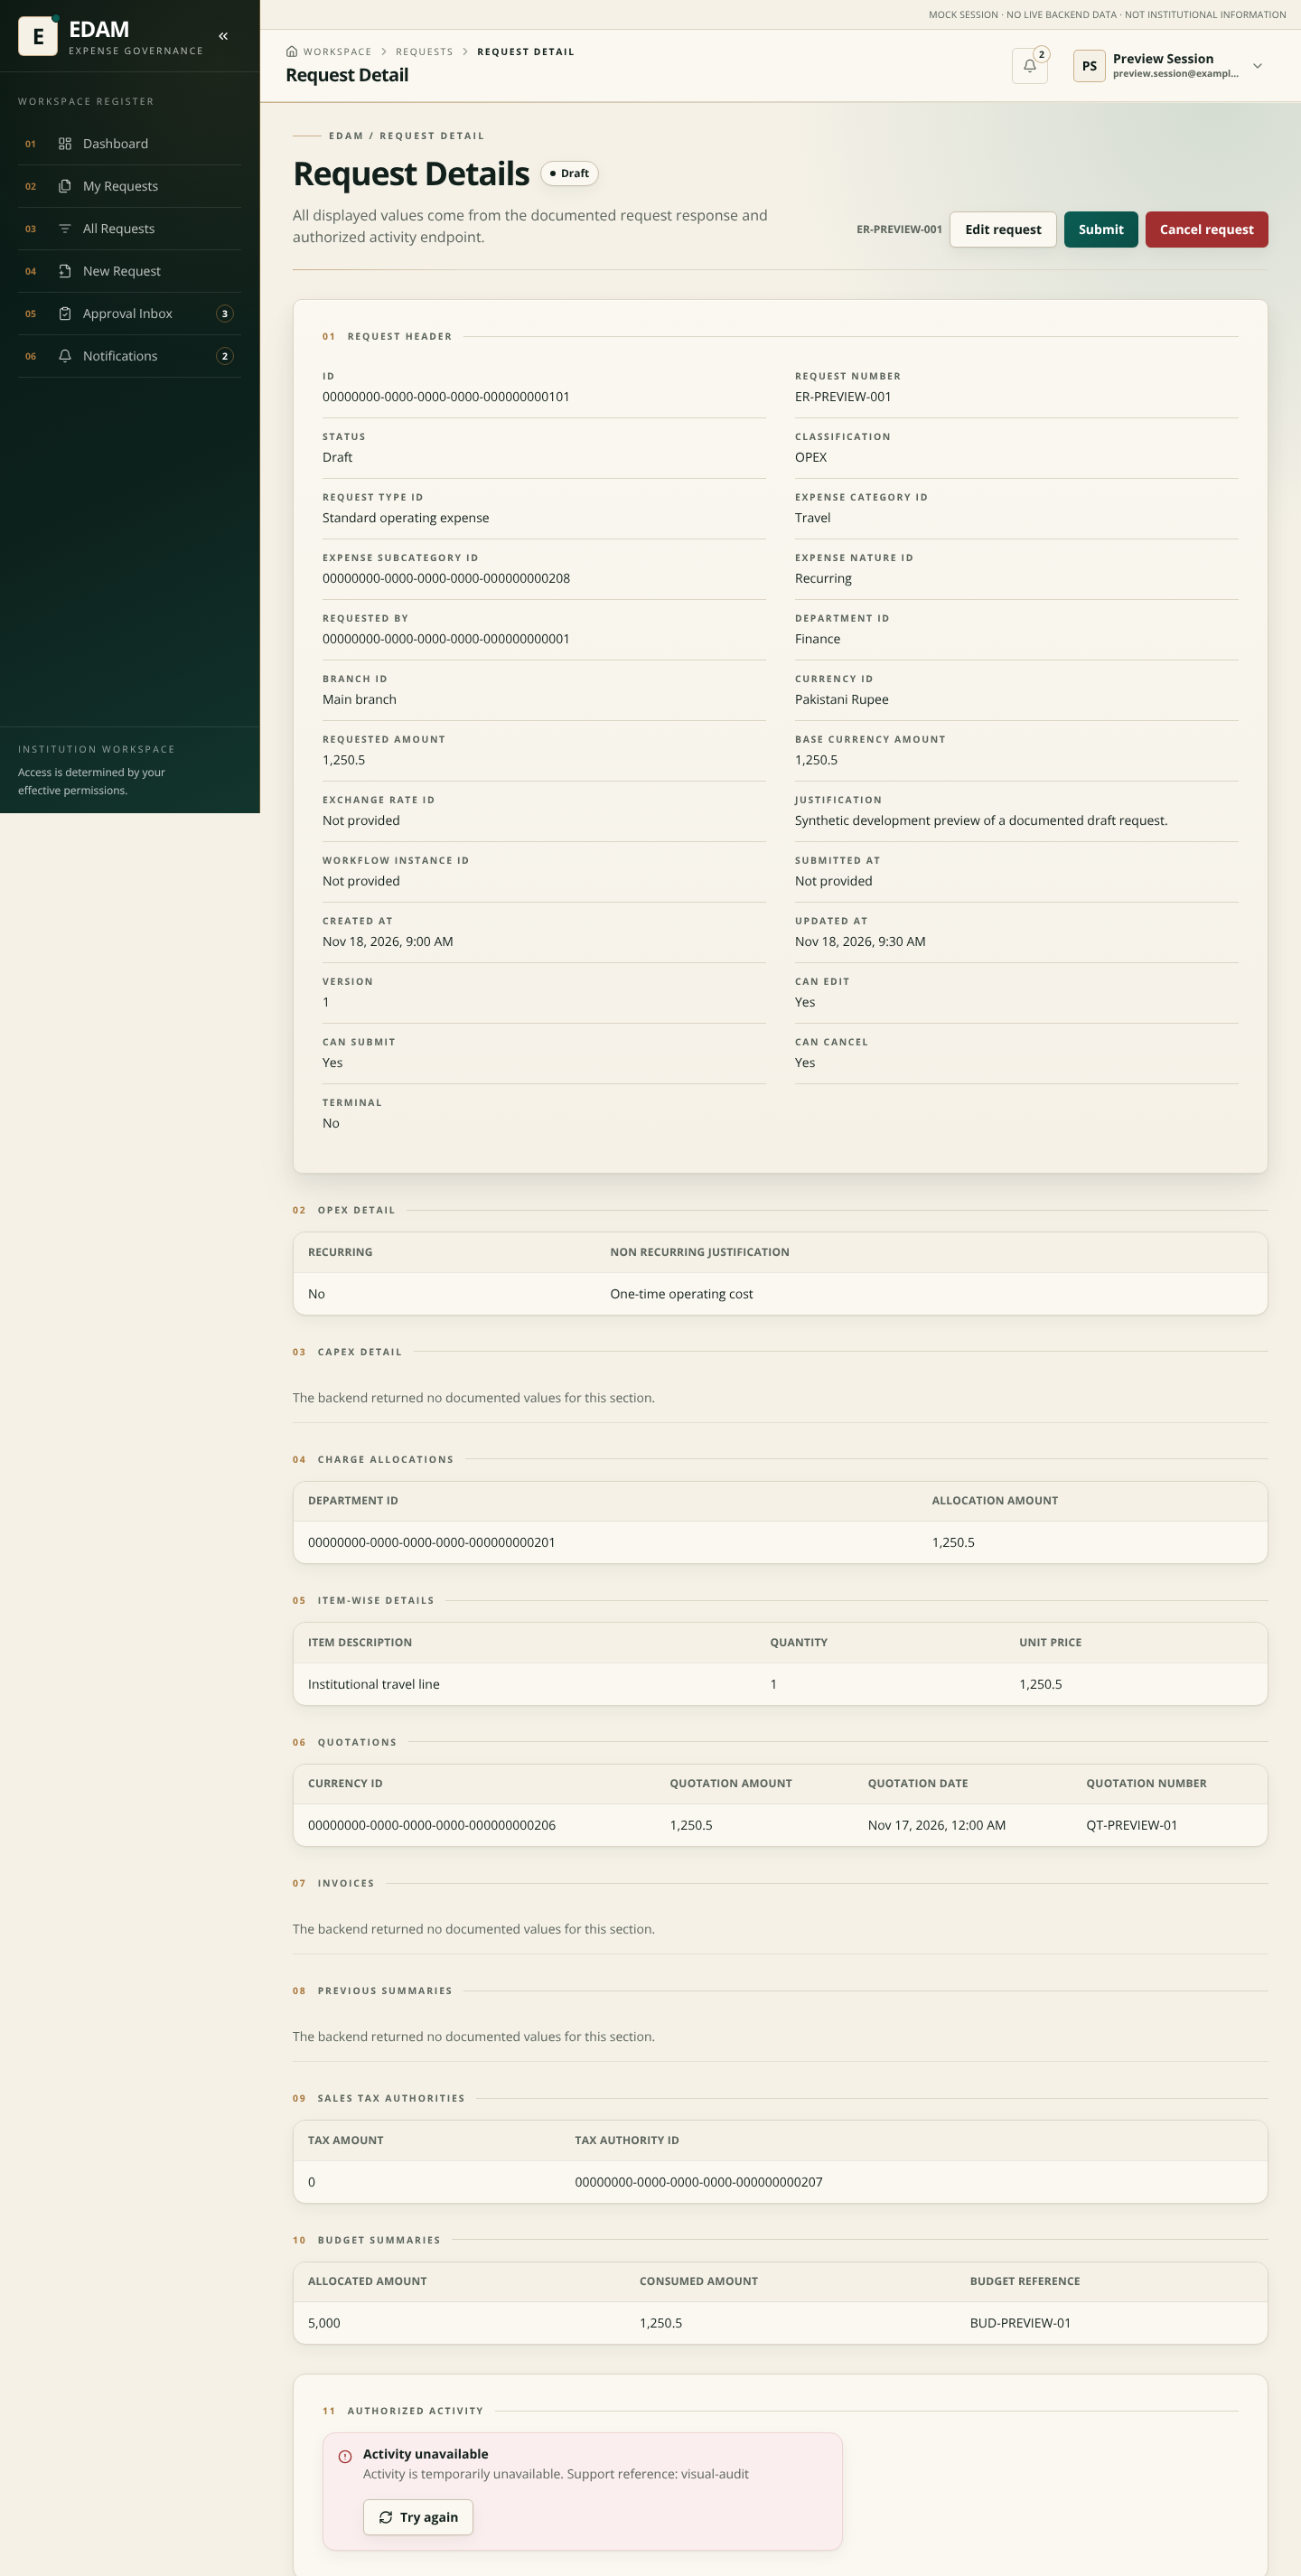 MOCK SESSION · NO LIVE BACKEND DATA · NOT INSTITUTIONAL INFORMATION
E
EDAM
EXPENSE GOVERNANCE
WORKSPACE REGISTER
01 Dashboard
02 My Requests
03 All Requests
04 New Request
05 Approval Inbox 3
06 Notifications 2
INSTITUTION WORKSPACE
Access is determined by your
effective permissions.
WORKSPACE > REQUESTS > REQUEST DETAIL
Request Detail
2
PS
Preview Session
preview.session@exampl...
EDAM / REQUEST DETAIL
Request Details
Draft
All displayed values come from the documented request response and
authorized activity endpoint.
ER-PREVIEW-001 Edit request Submit Cancel request
01 REQUEST HEADER
ID
00000000-0000-0000-0000-000000000101
REQUEST NUMBER
ER-PREVIEW-001
STATUS
Draft
CLASSIFICATION
OPEX
REQUEST TYPE ID
Standard operating expense
EXPENSE CATEGORY ID
Travel
EXPENSE SUBCATEGORY ID
00000000-0000-0000-0000-000000000208
EXPENSE NATURE ID
Recurring
REQUESTED BY
00000000-0000-0000-0000-000000000001
DEPARTMENT ID
Finance
BRANCH ID
Main branch
CURRENCY ID
Pakistani Rupee
REQUESTED AMOUNT
1,250.5
BASE CURRENCY AMOUNT
1,250.5
EXCHANGE RATE ID
Not provided
JUSTIFICATION
Synthetic development preview of a documented draft request.
WORKFLOW INSTANCE ID
Not provided
SUBMITTED AT
Not provided
CREATED AT
Nov 18, 2026, 9:00 AM
UPDATED AT
Nov 18, 2026, 9:30 AM
VERSION
1
CAN EDIT
Yes
CAN SUBMIT
Yes
CAN CANCEL
Yes
TERMINAL
No
02 OPEX DETAIL
RECURRING NON RECURRING JUSTIFICATION
No One-time operating cost
03 CAPEX DETAIL
The backend returned no documented values for this section.
04 CHARGE ALLOCATIONS
DEPARTMENT ID ALLOCATION AMOUNT
00000000-0000-0000-0000-000000000201 1,250.5
05 ITEM-WISE DETAILS
ITEM DESCRIPTION QUANTITY UNIT PRICE
Institutional travel line 1 1,250.5
06 QUOTATIONS
CURRENCY ID QUOTATION AMOUNT QUOTATION DATE QUOTATION NUMBER
00000000-0000-0000-0000-000000000206 1,250.5 Nov 17, 2026, 12:00 AM QT-PREVIEW-01
07 INVOICES
The backend returned no documented values for this section.
08 PREVIOUS SUMMARIES
The backend returned no documented values for this section.
09 SALES TAX AUTHORITIES
TAX AMOUNT TAX AUTHORITY ID
0 00000000-0000-0000-0000-000000000207
10 BUDGET SUMMARIES
ALLOCATED AMOUNT CONSUMED AMOUNT BUDGET REFERENCE
5,000 1,250.5 BUD-PREVIEW-01
11 AUTHORIZED ACTIVITY
Activity unavailable
Activity is temporarily unavailable. Support reference: visual-audit
Try again